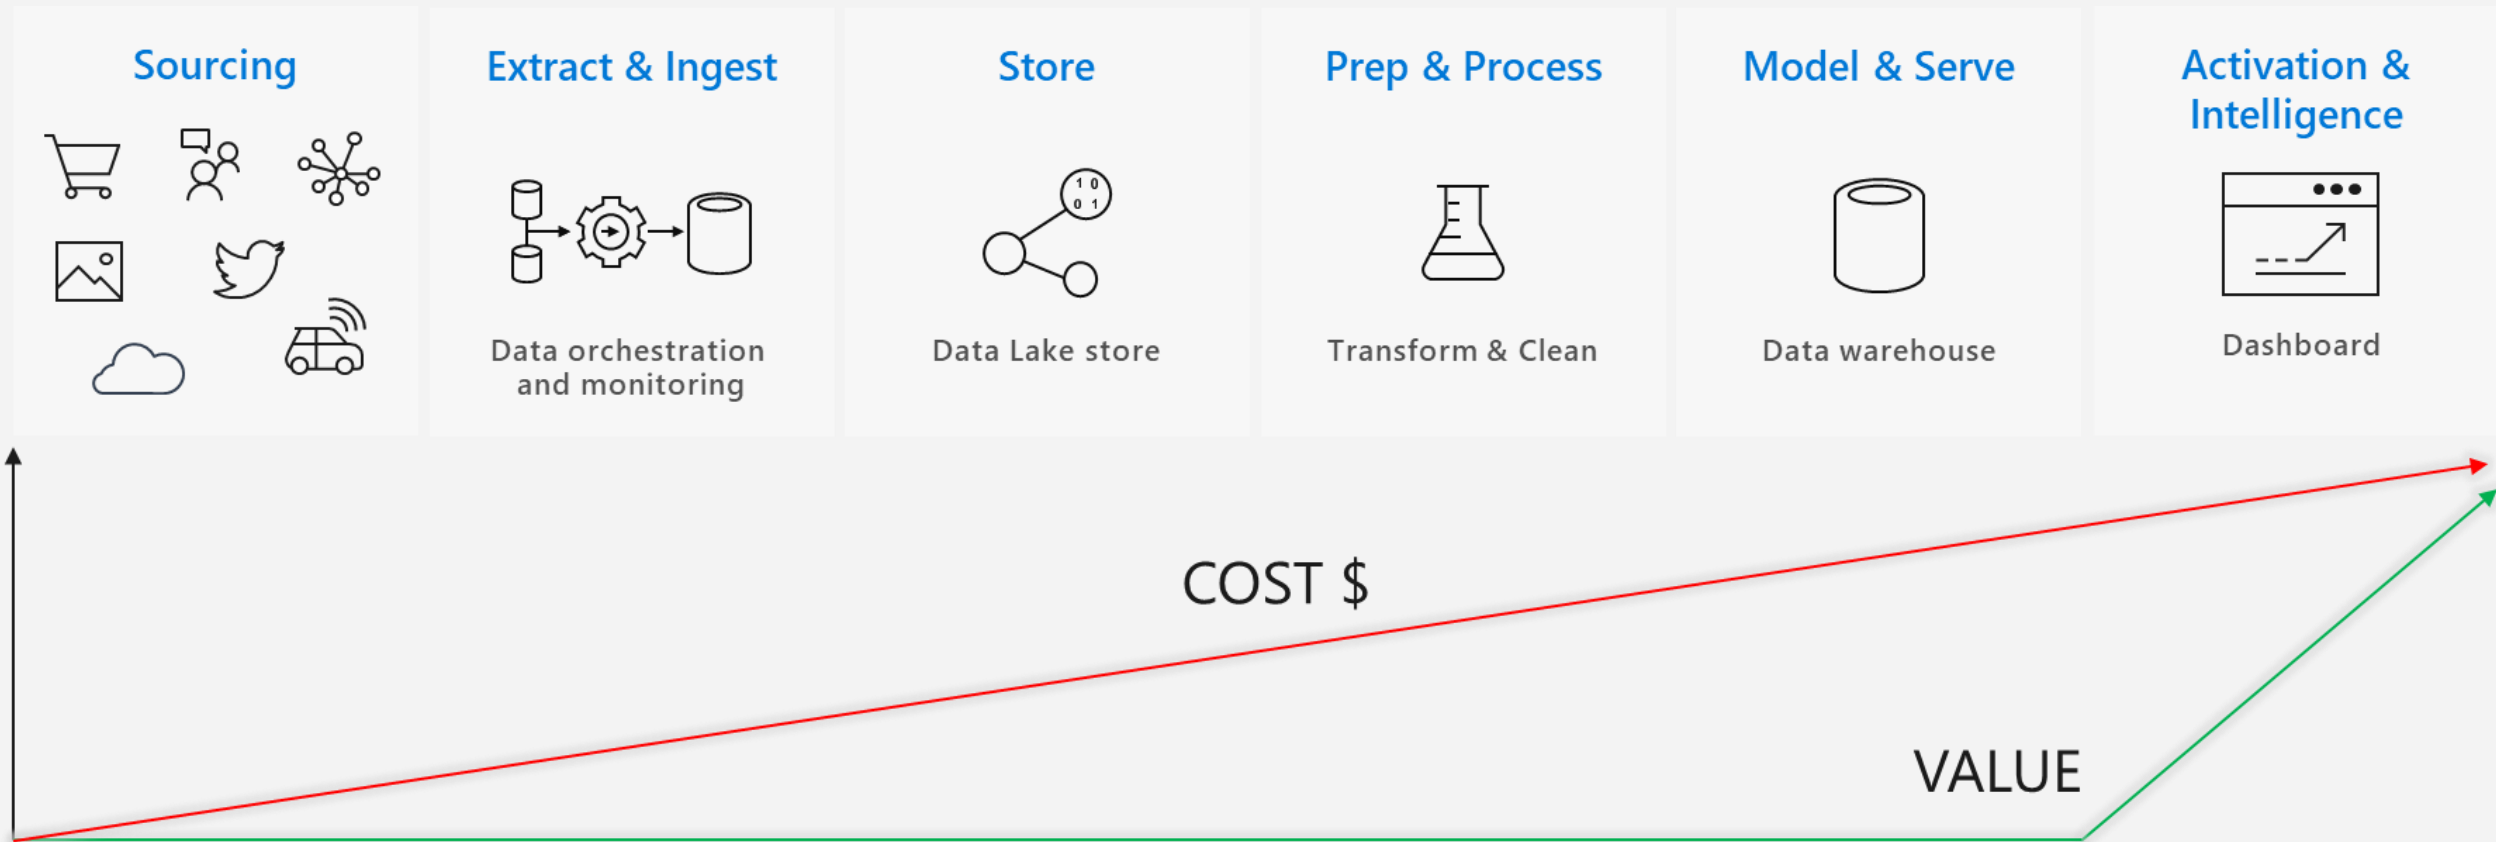 Sourcing
Extract & Ingest
Data orchestration
and monitoring
Store
1 0
0 1
Data Lake store
Prep & Process
Transform & Clean
Model & Serve
Data warehouse
Activation &
Intelligence
Dashboard
COST $
VALUE